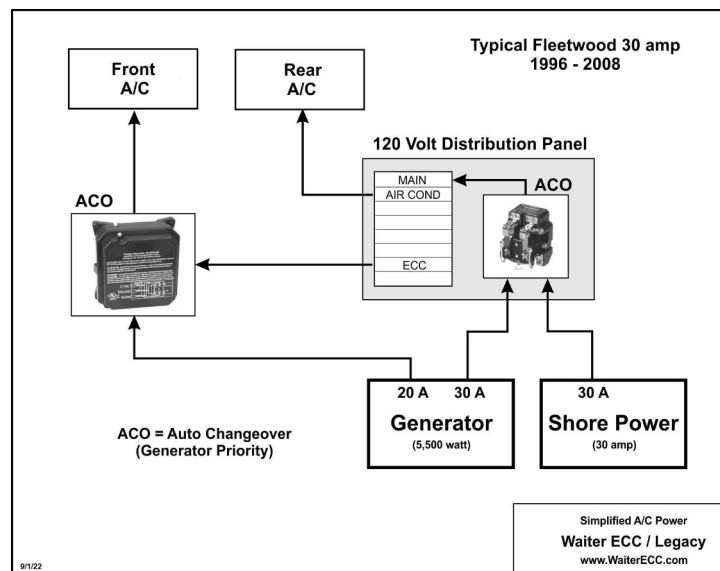 Typical Fleetwood 30 amp
1996 - 2008
Front
A/C
Rear
A/C
120 Volt Distribution Panel
MAIN
AIR COND
ECC
ACO
ACO
20 A
30 A
Generator
(5,500 watt)
30 A
Shore Power
(30 amp)
ACO = Auto Changeover
(Generator Priority)
Simplified A/C Power
Waiter ECC / Legacy
www.WaiterECC.com
9/1/22